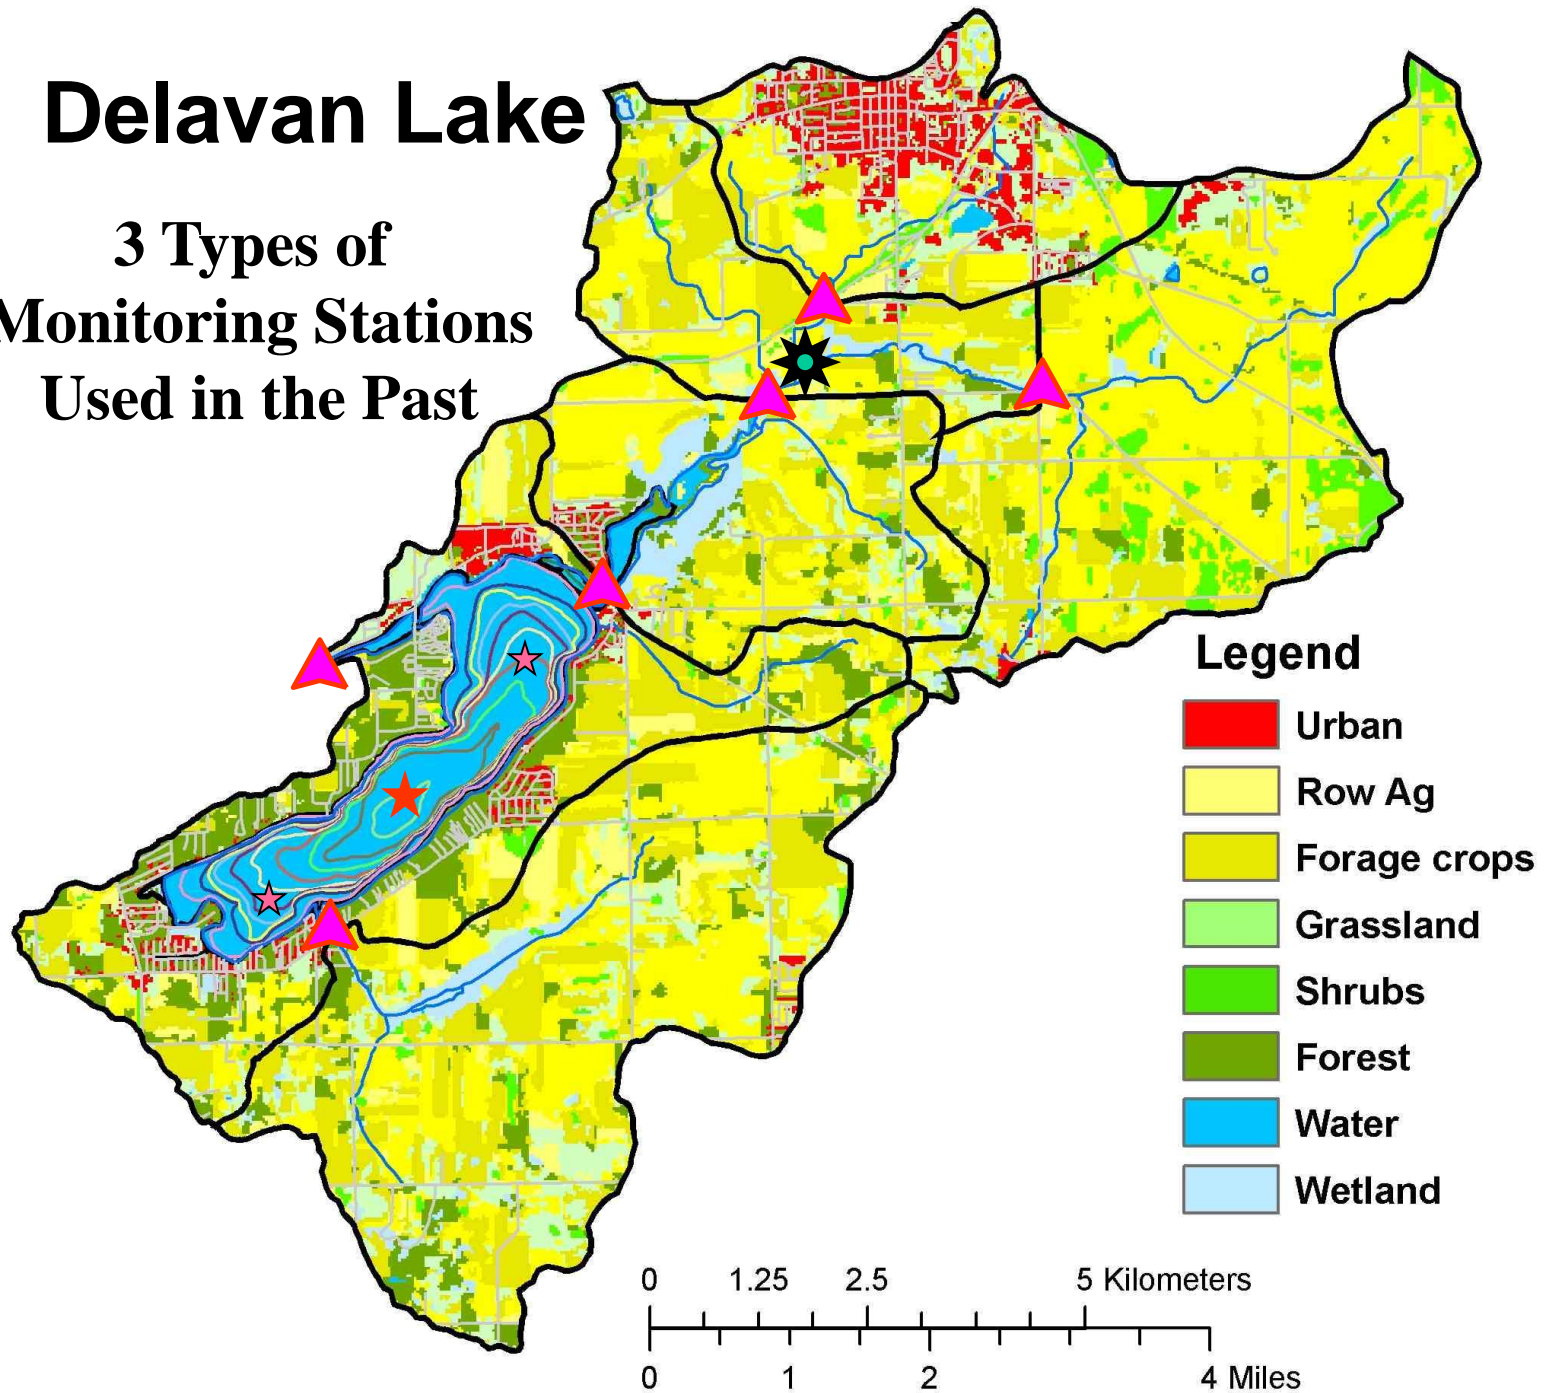 Delavan Lake
3 Types of
Monitoring Stations
Used in the Past
Legend
Urban
Row Ag
Forage crops
Grassland
Shrubs
Forest
Water
Wetland
0 1.25 2.5 5 Kilometers
0 1 2 4 Miles